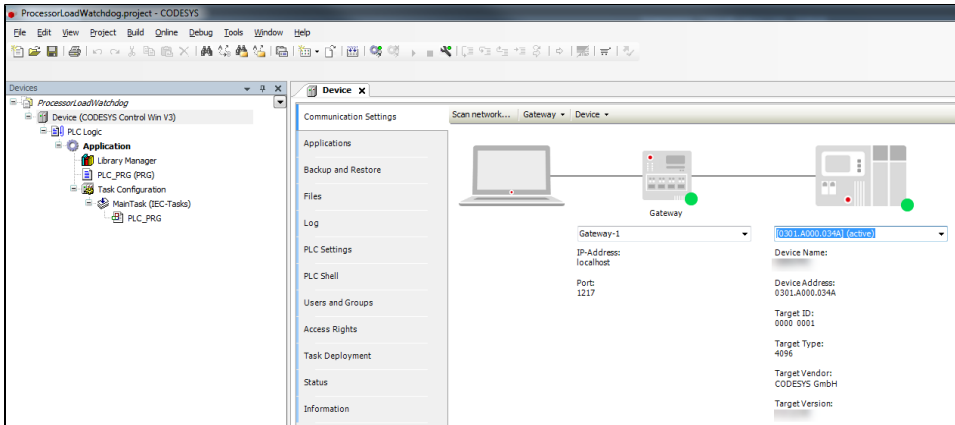 ProcessorLoadWatchdog.project - CODESYS
File Edit View Project Build Online Debug Tools Window Help
Devices
ProcessorLoadWatchdog
Device (CODESYS Control Win V3)
PLC Logic
Application
Library Manager
PLC_PRG (PRG)
Task Configuration
MainTask (IEC-Tasks)
PLC_PRG
Device X
Communication Settings
Applications
Backup and Restore
Files
Log
PLC Settings
PLC Shell
Users and Groups
Access Rights
Task Deployment
Status
Information
Scan network... Gateway Device
Gateway
Gateway-1
IP-Address:
localhost
Port:
1217
[0301.A000.034A] (active)
Device Name:
Device Address:
0301.A000.034A
Target ID:
0000 0001
Target Type:
4096
Target Vendor:
CODESYS GmbH
Target Version: